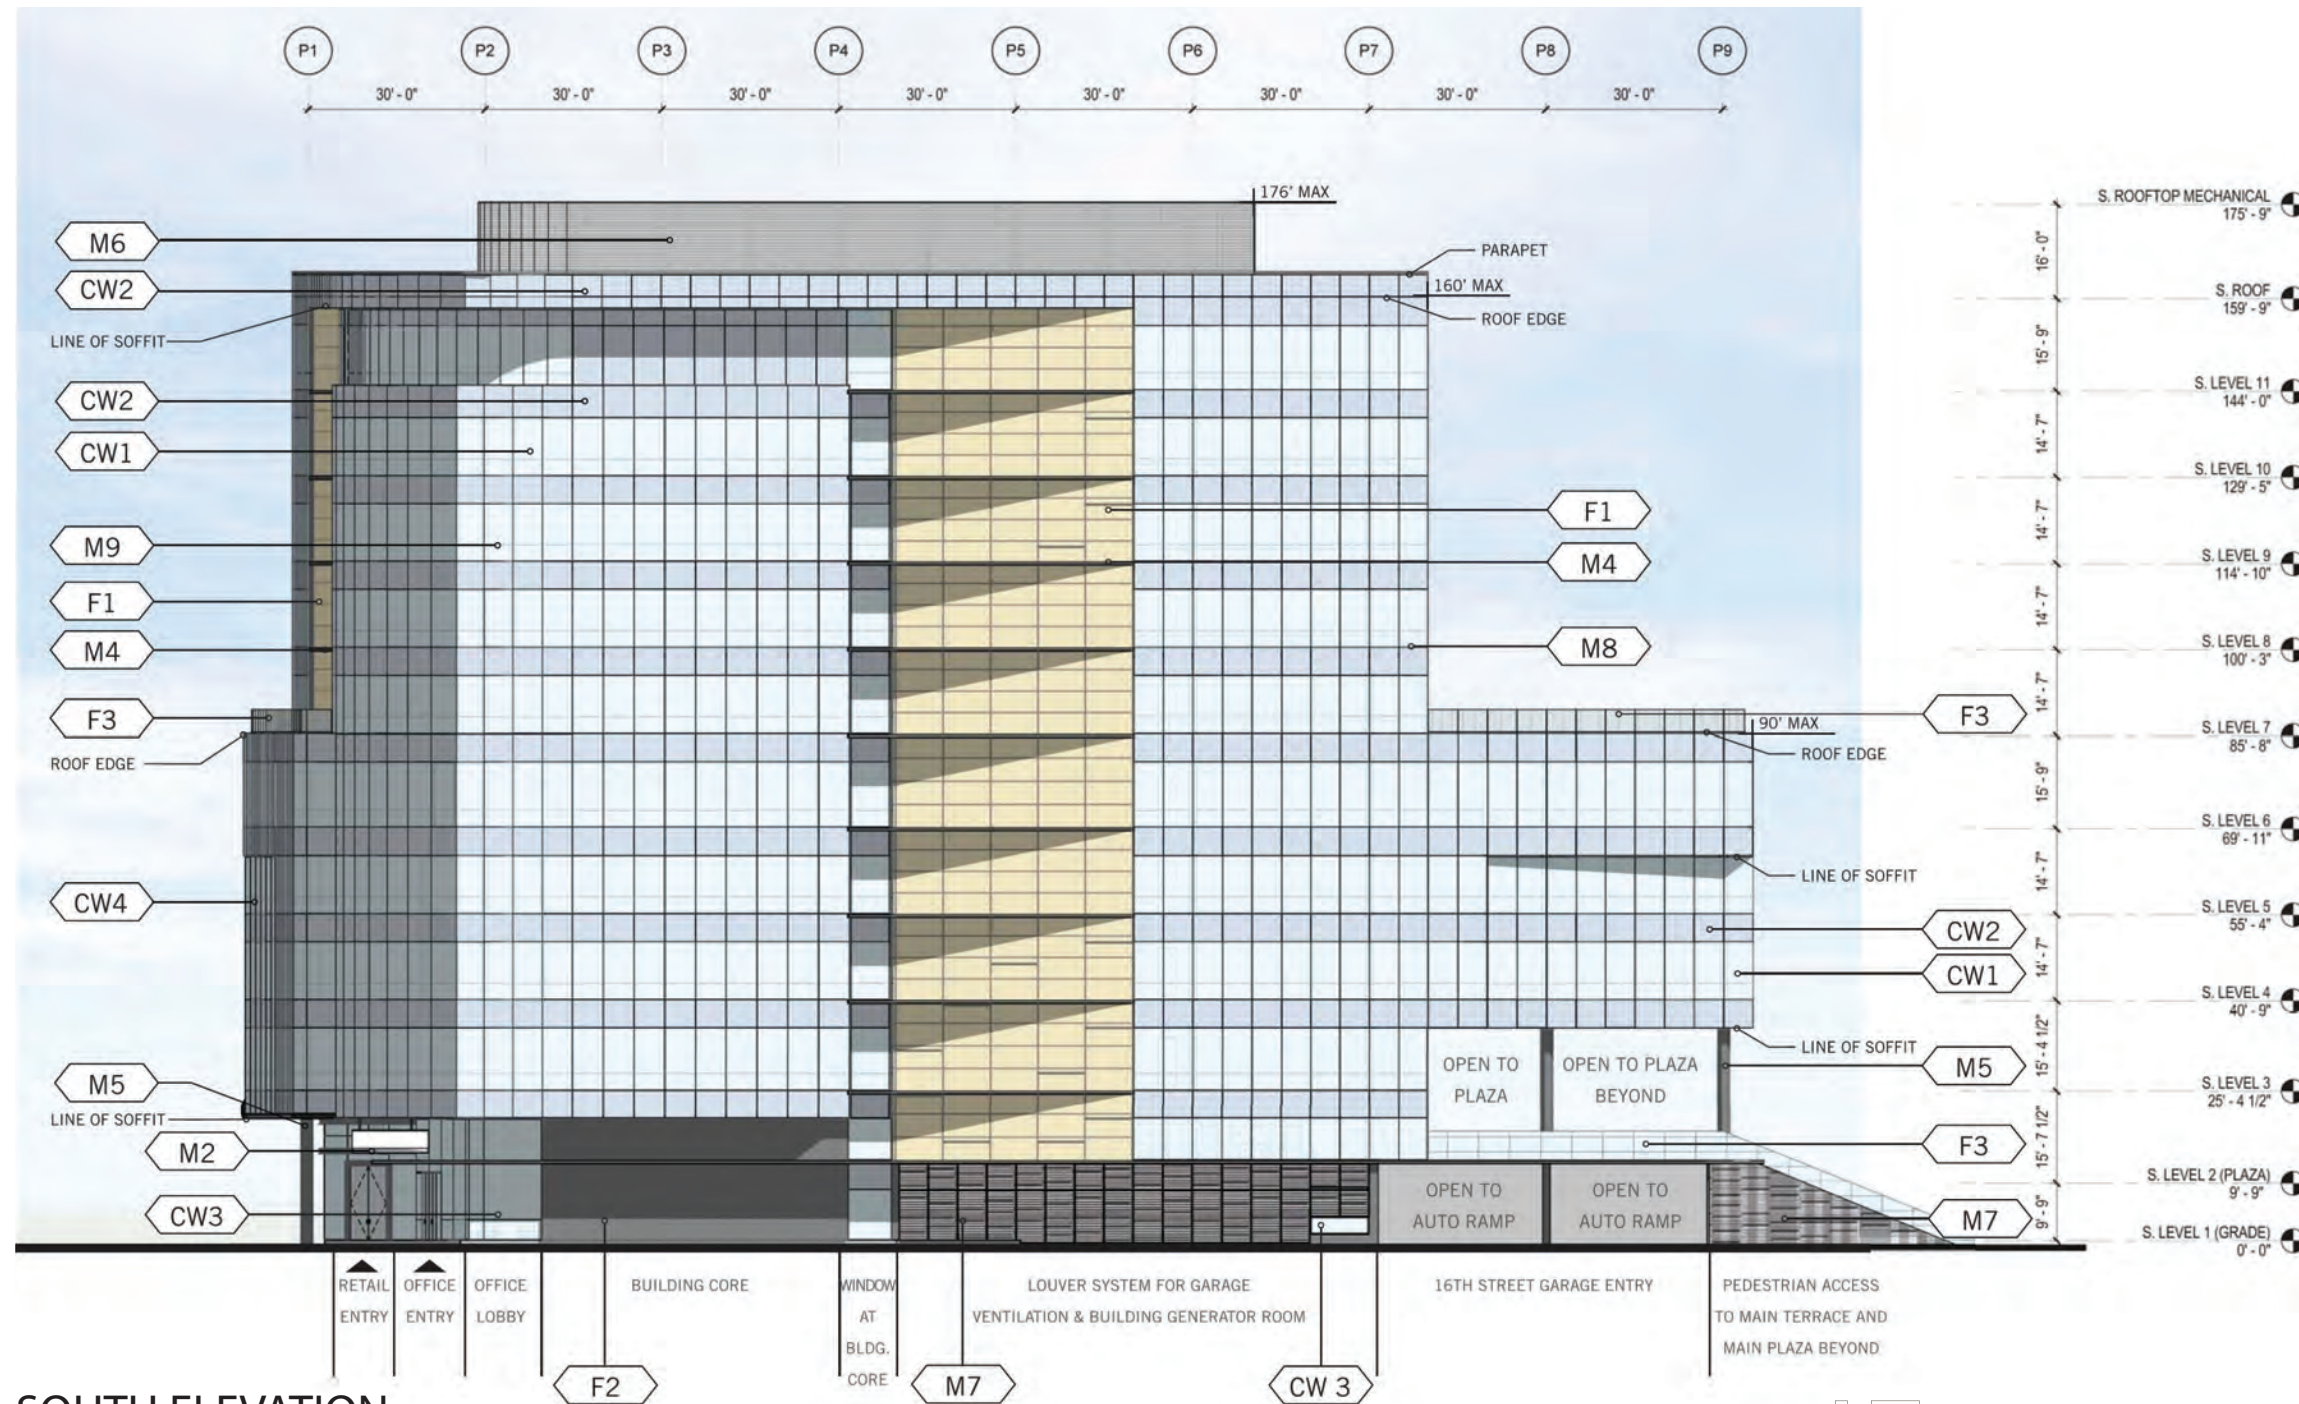 P1 P2 P3 P4 P5 P6 P7 P8 P9
30' - 0" 30' - 0" 30' - 0" 30' - 0" 30' - 0" 30' - 0" 30' - 0" 30' - 0"
M6
CW2
LINE OF SOFFIT
CW2
CW1
M9
F1
M4
F3
ROOF EDGE
CW4
M5
LINE OF SOFFIT
M2
CW3
176' MAX
PARAPET
160' MAX
ROOF EDGE
F1
M4
M8
F3
90' MAX
ROOF EDGE
LINE OF SOFFIT
CW2
CW1
LINE OF SOFFIT
M5
F3
M7
OPEN TO
PLAZA
OPEN TO PLAZA
BEYOND
OPEN TO
AUTO RAMP
OPEN TO
AUTO RAMP
S. ROOFTOP MECHANICAL
175' - 9"
16' - 0"
S. ROOF
159' - 9"
15' - 9"
S. LEVEL 11
144' - 0"
14' - 7"
S. LEVEL 10
129' - 5"
14' - 7"
S. LEVEL 9
114' - 10"
14' - 7"
S. LEVEL 8
100' - 3"
14' - 7"
S. LEVEL 7
85' - 8"
15' - 9"
S. LEVEL 6
69' - 11"
14' - 7"
S. LEVEL 5
55' - 4"
14' - 7"
S. LEVEL 4
40' - 9"
15' - 4 1/2"
S. LEVEL 3
25' - 4 1/2"
15' - 7 1/2"
S. LEVEL 2 (PLAZA)
9' - 9"
9' - 9"
S. LEVEL 1 (GRADE)
0' - 0"
RETAIL
ENTRY
OFFICE
ENTRY
OFFICE
LOBBY
BUILDING CORE
WINDOW
AT
BLDG.
CORE
LOUVER SYSTEM FOR GARAGE
VENTILATION & BUILDING GENERATOR ROOM
16TH STREET GARAGE ENTRY
PEDESTRIAN ACCESS
TO MAIN TERRACE AND
MAIN PLAZA BEYOND
F2
M7
CW 3
SOUTH ELEVATION